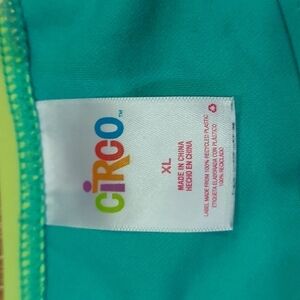 CiRCO™
XL
MADE IN CHINA
HECHO EN CHINA
LABEL MADE FROM 100% RECYCLED PLASTIC
ETIQUETA ELABORADA CON PLÁSTICO
100% RECICLADO